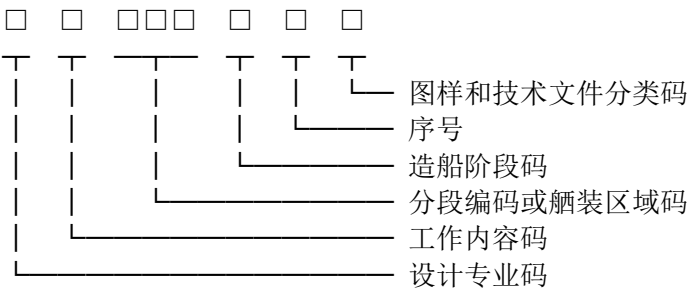 □ □ □□□ □ □ □
图样和技术文件分类码
序号
造船阶段码
分段编码或舾装区域码
工作内容码
设计专业码